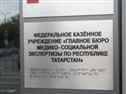 ФЕДЕРАЛЬНОЕ КАЗЁННОЕ
УЧРЕЖДЕНИЕ «ГЛАВНОЕ БЮРО
МЕДИКО-СОЦИАЛЬНОЙ
ЭКСПЕРТИЗЫ ПО РЕСПУБЛИКЕ
ТАТАРСТАН»